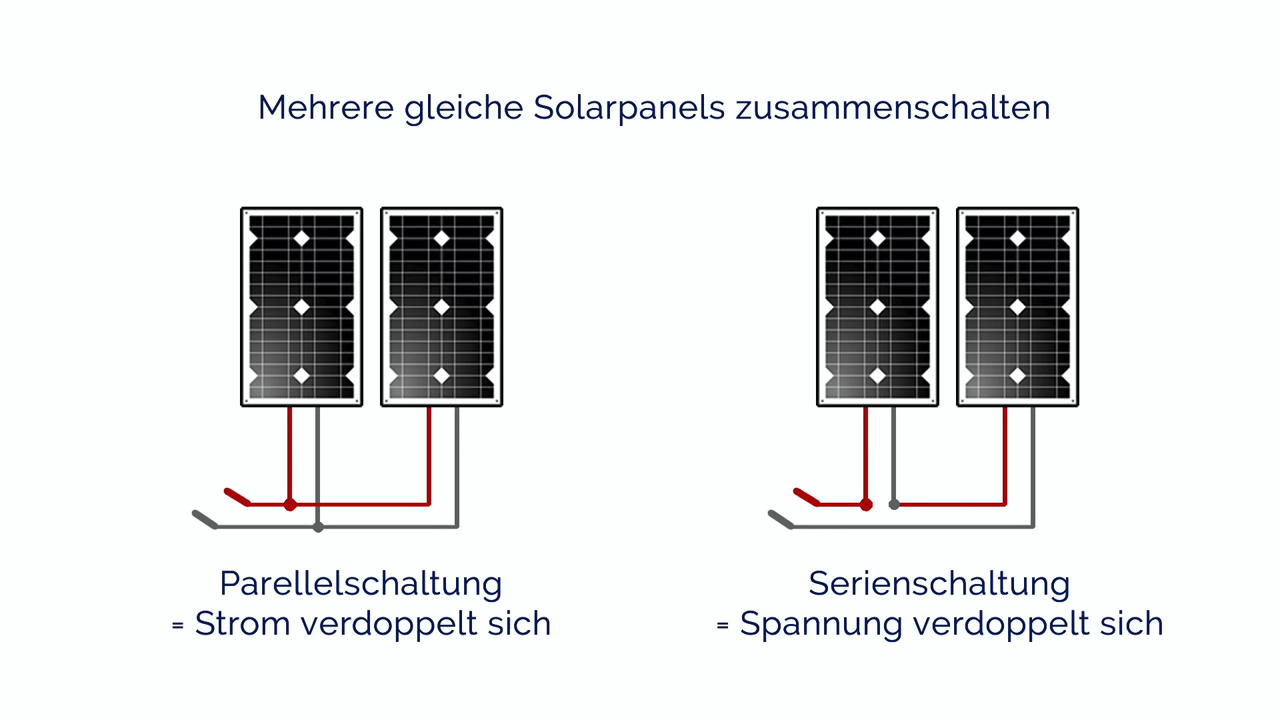 Mehrere gleiche Solarpanels zusammenschalten
Parellelschaltung
= Strom verdoppelt sich
Serienschaltung
= Spannung verdoppelt sich